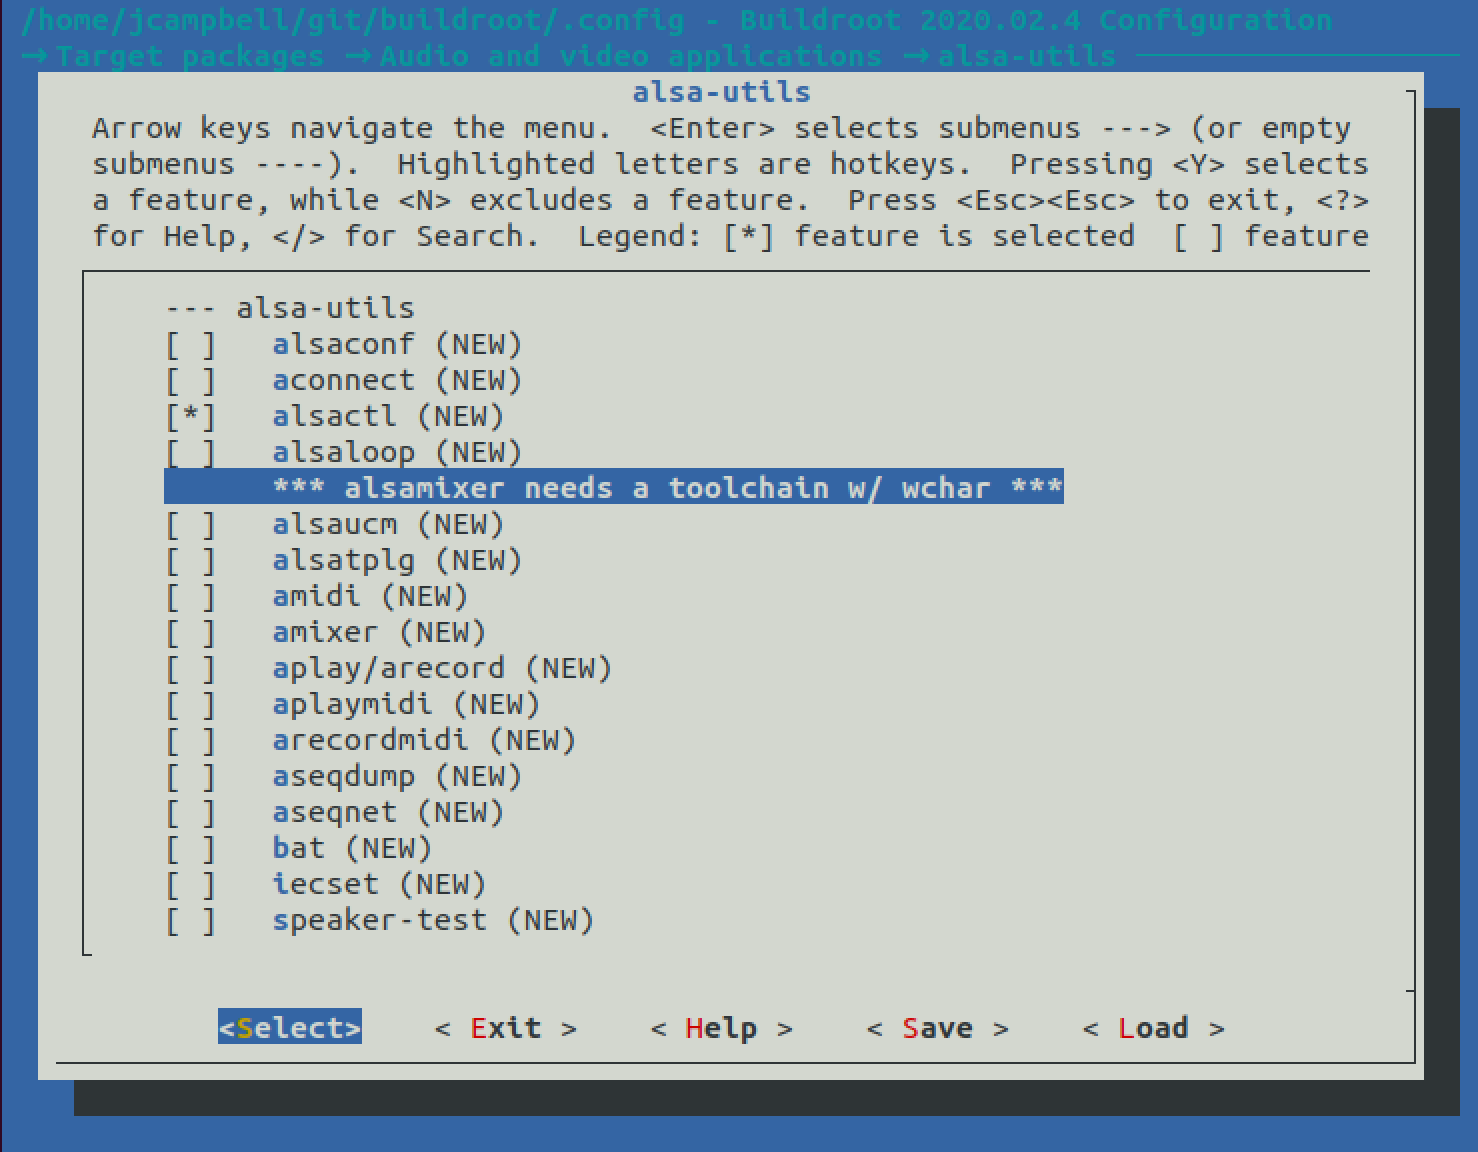 /home/jcampbell/git/buildroot/.config - Buildroot 2020.02.4 Configuration
→ Target packages → Audio and video applications → alsa-utils
alsa-utils
Arrow keys navigate the menu.  <Enter> selects submenus ---> (or empty
submenus ----).  Highlighted letters are hotkeys.  Pressing <Y> selects
a feature, while <N> excludes a feature.  Press <Esc><Esc> to exit, <?>
for Help, </> for Search.  Legend: [*] feature is selected  [ ] feature
--- alsa-utils
[ ]   alsaconf (NEW)
[ ]   aconnect (NEW)
[*]   alsactl (NEW)
[ ]   alsaloop (NEW)
*** alsamixer needs a toolchain w/ wchar ***
[ ]   alsaucm (NEW)
[ ]   alsatplg (NEW)
[ ]   amidi (NEW)
[ ]   amixer (NEW)
[ ]   aplay/arecord (NEW)
[ ]   aplaymidi (NEW)
[ ]   arecordmidi (NEW)
[ ]   aseqdump (NEW)
[ ]   aseqnet (NEW)
[ ]   bat (NEW)
[ ]   iecset (NEW)
[ ]   speaker-test (NEW)
<Select>    < Exit >    < Help >    < Save >    < Load >